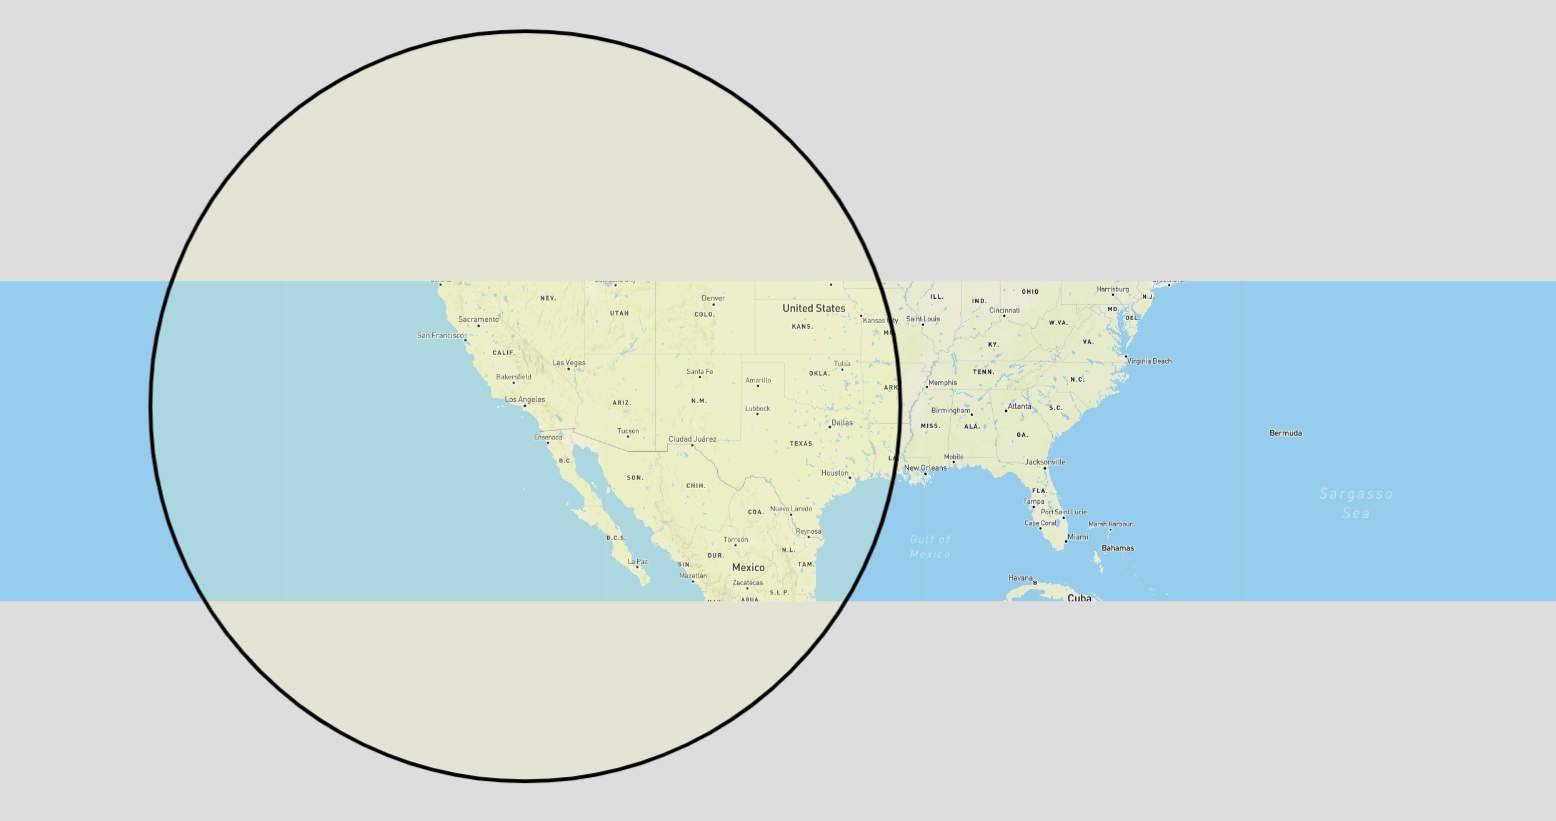 Harrisburg
OHIO
ILL.
IND.
N.J.
NEV.
Denver
United States
MD.
UTAH
COLO.
Cincinnati
DEL.
Sacramento
Kansas City
Saint Louis
W.VA.
KANS.
San Francisco
VA.
KY.
CALIF.
Las Vegas
Virginia Beach
Tulsa
Santa Fe
OKLA.
TENN.
Bakersfield
Amarillo
N.C.
Memphis
ARK
Los Angeles
ARIZ.
N.M.
Lubbock
Birmingham
Atlanta
S.C.
Dallas
MISS.
ALA.
Tucson
Ensenada
Ciudad Juárez
TEXAS
GA.
Bermuda
B.C.
LA
Mobile
Jacksonville
New Orleans
Houston
SON.
CHIH.
FLA.
Sargasso
Sea
Tampa
COA.
Nuevo Laredo
Port Saint Lucie
Cape Coral
Marsh Harbour
Reynosa
B.C.S.
Torreón
Miami
Gulf of
Mexico
N.L.
Bahamas
DUR.
La Paz
SIN.
Mexico
TAM.
Mazatlán
Havana
Zacatecas
S.L.P.
Cuba
AGUA.